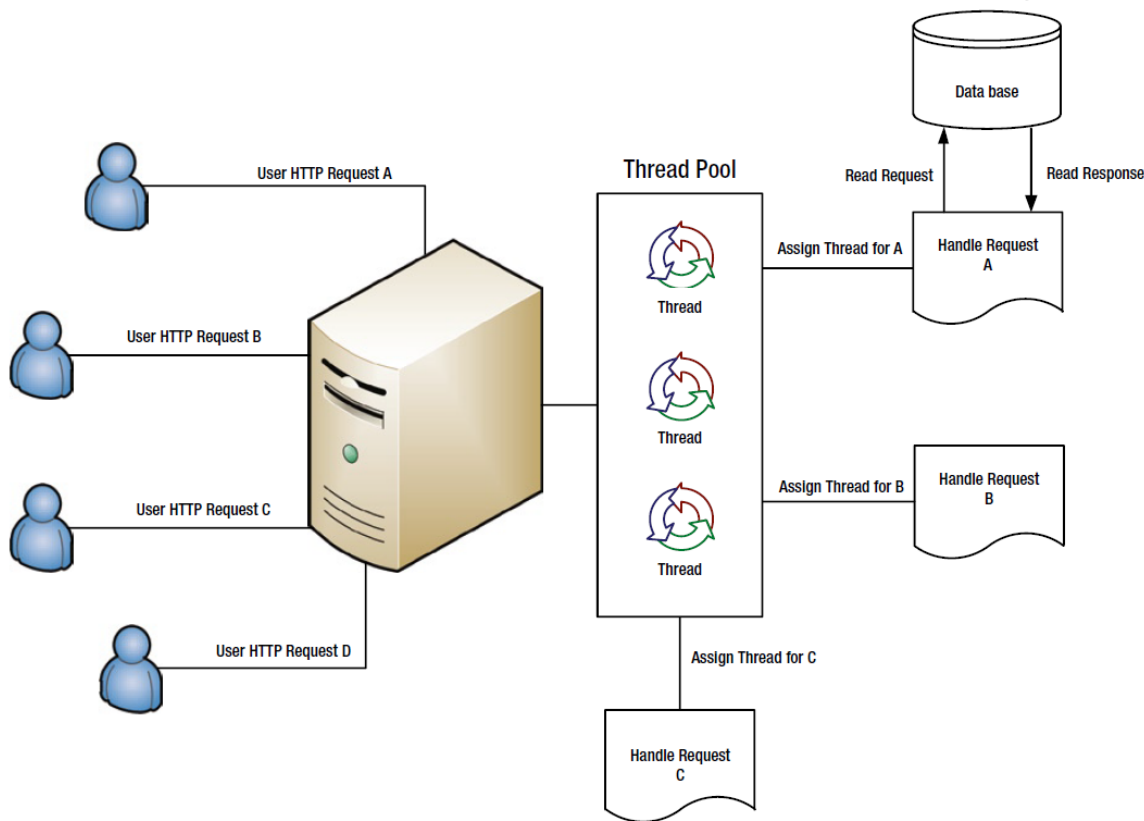 Data base
Read Request
Read Response
User HTTP Request A
Thread Pool
Thread
Assign Thread for A
Handle Request
A
User HTTP Request B
Thread
User HTTP Request C
Thread
Assign Thread for B
Handle Request
B
User HTTP Request D
Assign Thread for C
Handle Request
C